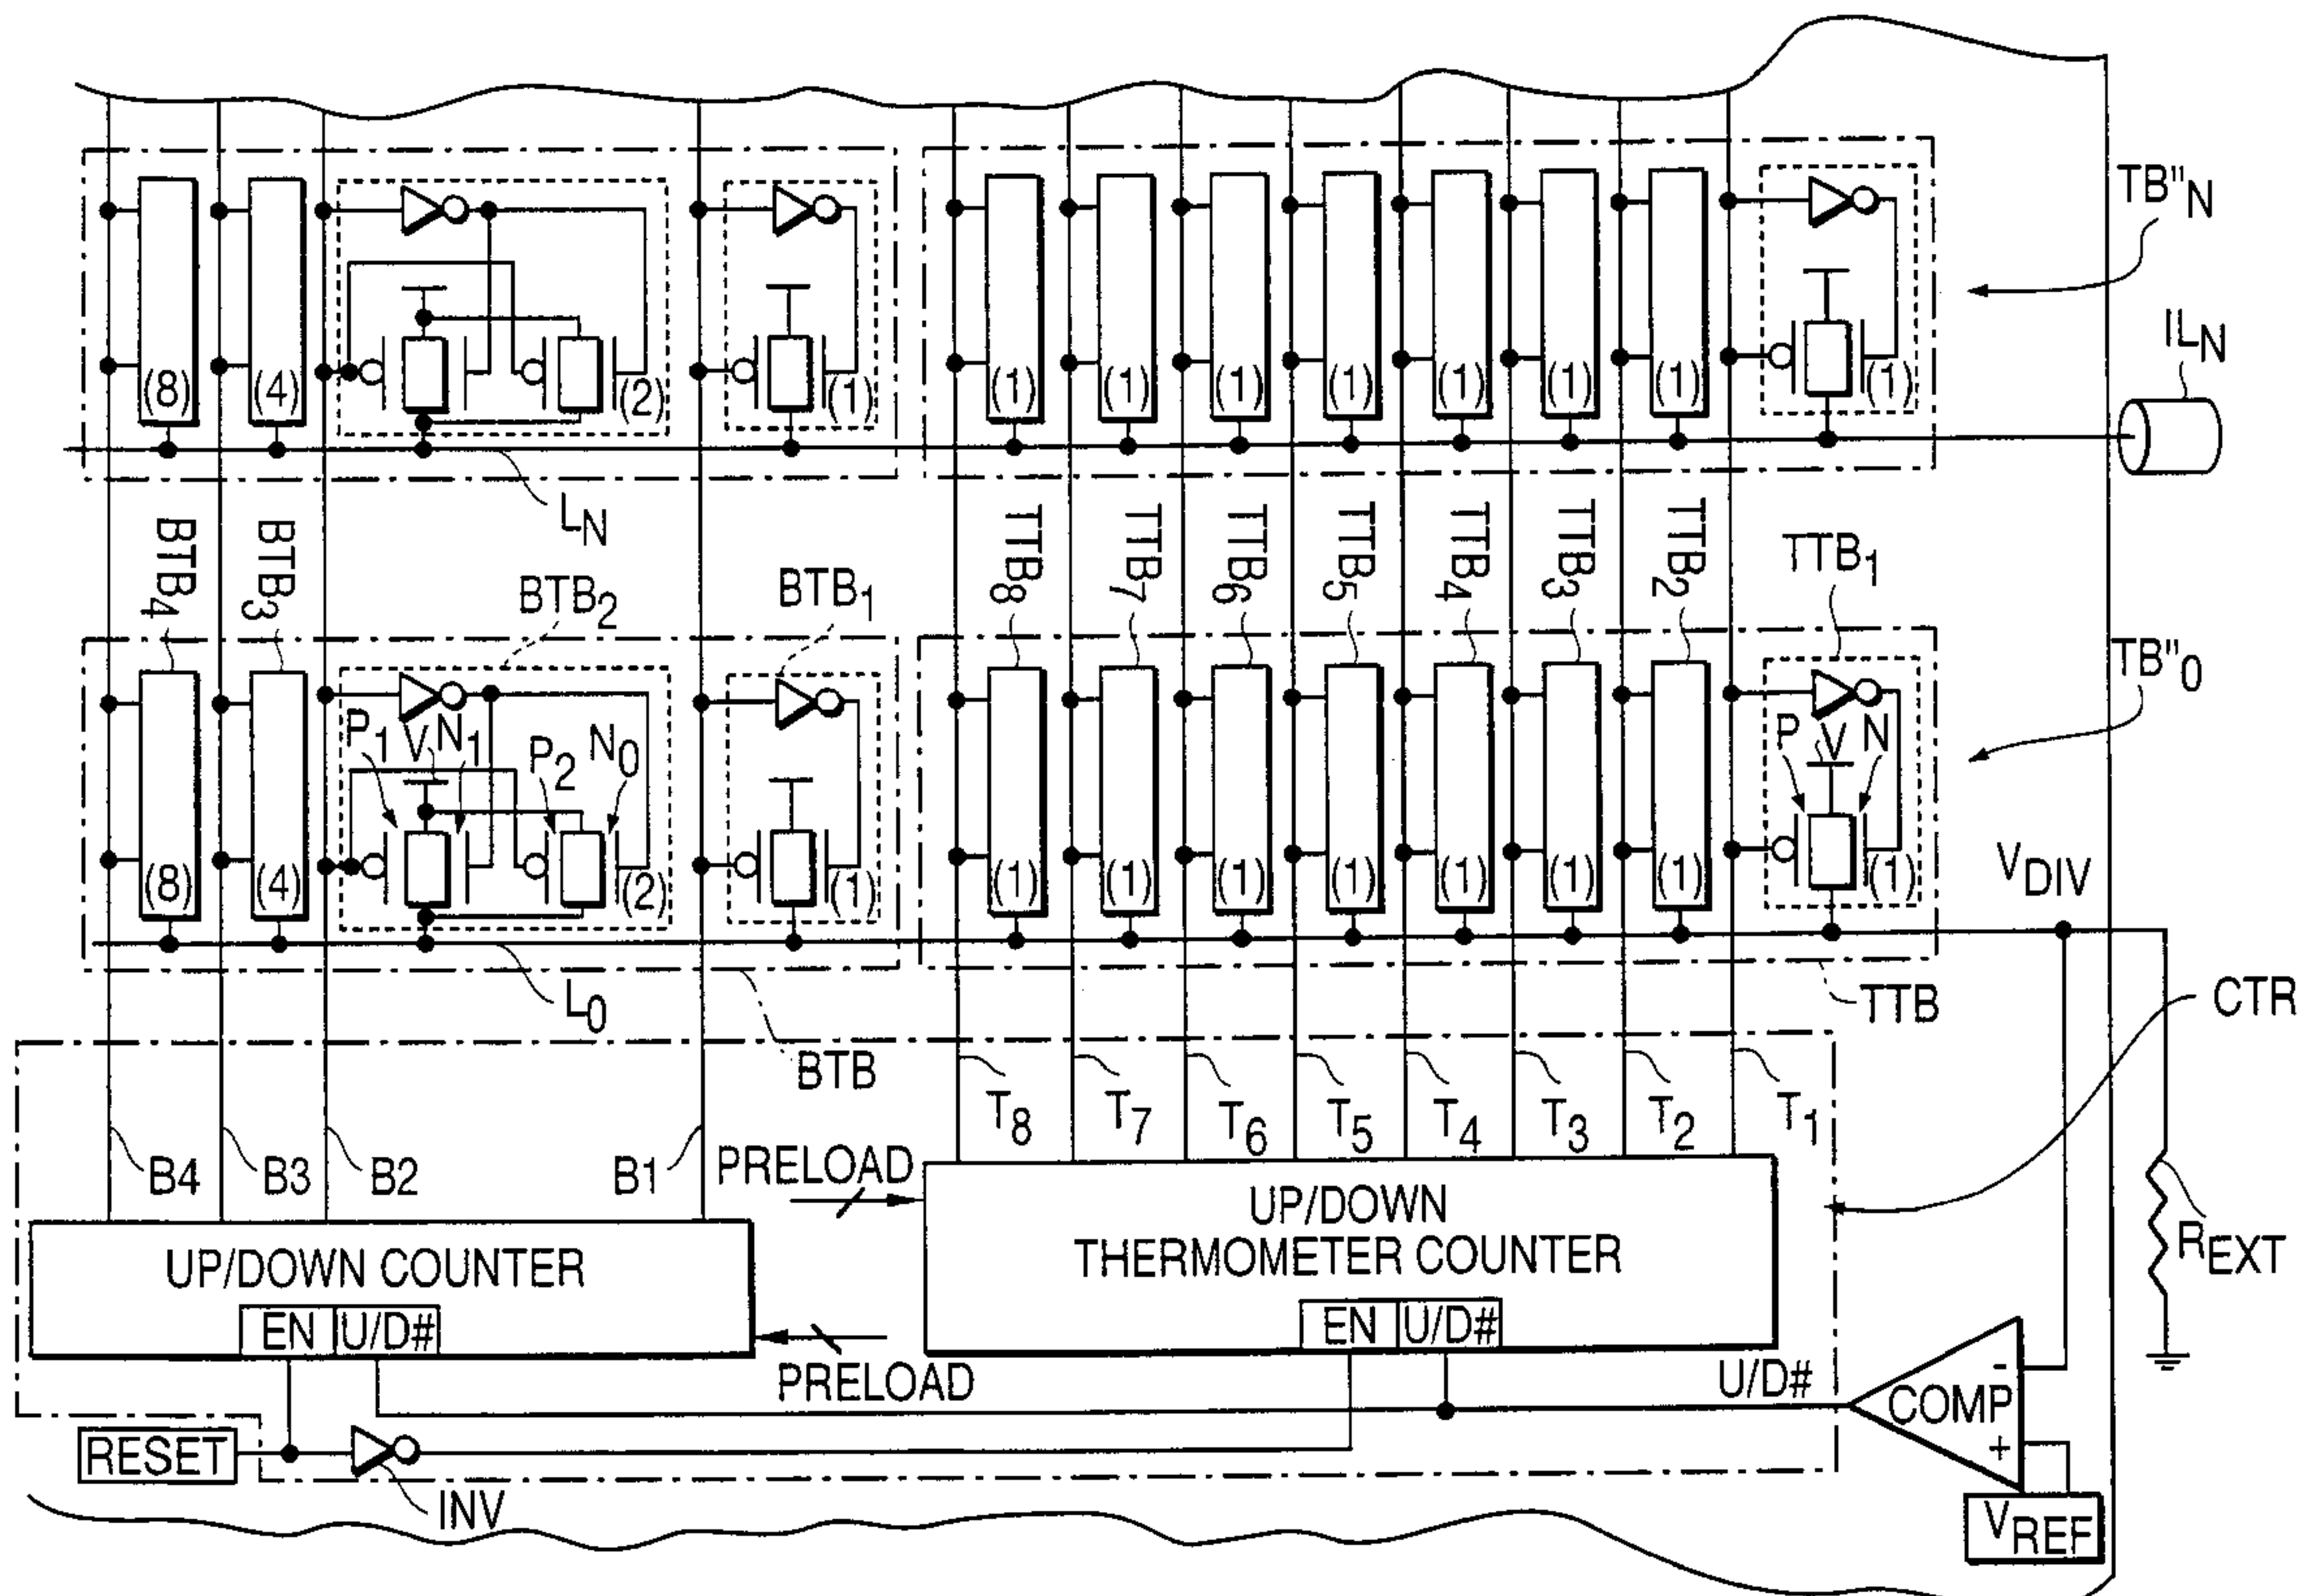 TB"N
ILN
(8) (4) (2) (1) (1) (1) (1) (1) (1) (1) (1) (1)
LN
BTB4 BTB3 BTB2 BTB1 TTB8 TTB7 TTB6 TTB5 TTB4 TTB3 TTB2 TTB1
TB"0
P1 V N1 P2 N0 P V N
(8) (4) (2) (1) (1) (1) (1) (1) (1) (1) (1) (1)
VDIV
L0 BTB TTB CTR
T8 T7 T6 T5 T4 T3 T2 T1
B4 B3 B2 B1 PRELOAD
UP/DOWN COUNTER
EN U/D#
PRELOAD
UP/DOWN
THERMOMETER COUNTER
EN U/D#
REXT
U/D#
COMP
-
+
RESET
INV
VREF